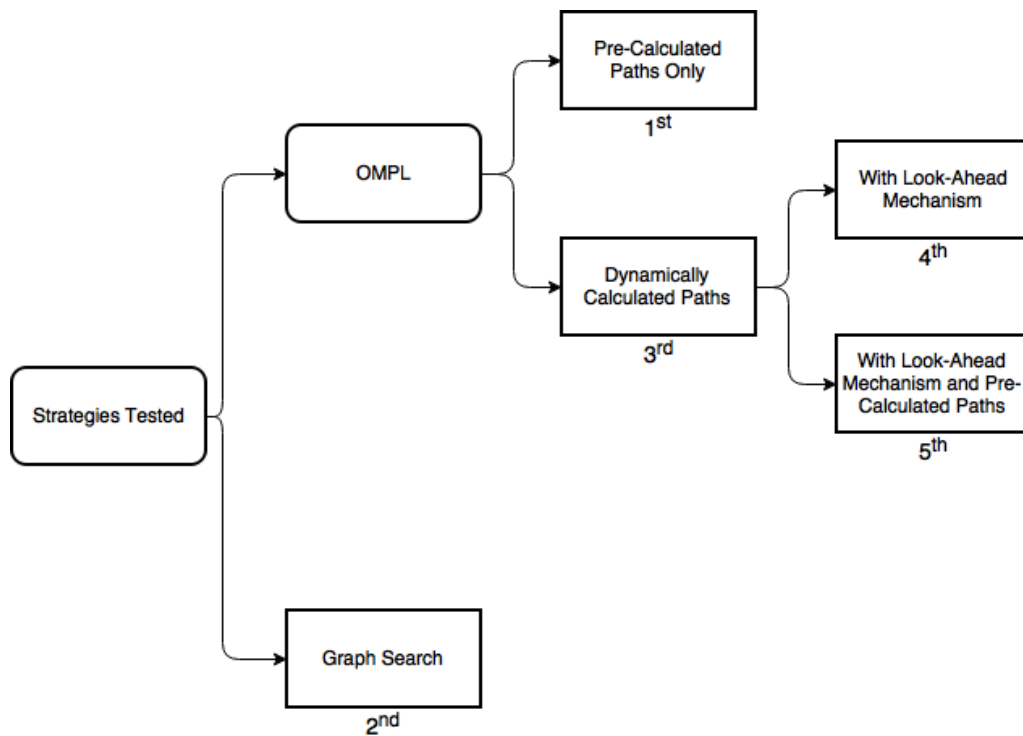 Pre-Calculated
Paths Only
1st
OMPL
With Look-Ahead
Mechanism
4th
Dynamically
Calculated Paths
3rd
With Look-Ahead
Mechanism and Pre-
Calculated Paths
5th
Strategies Tested
Graph Search
2nd